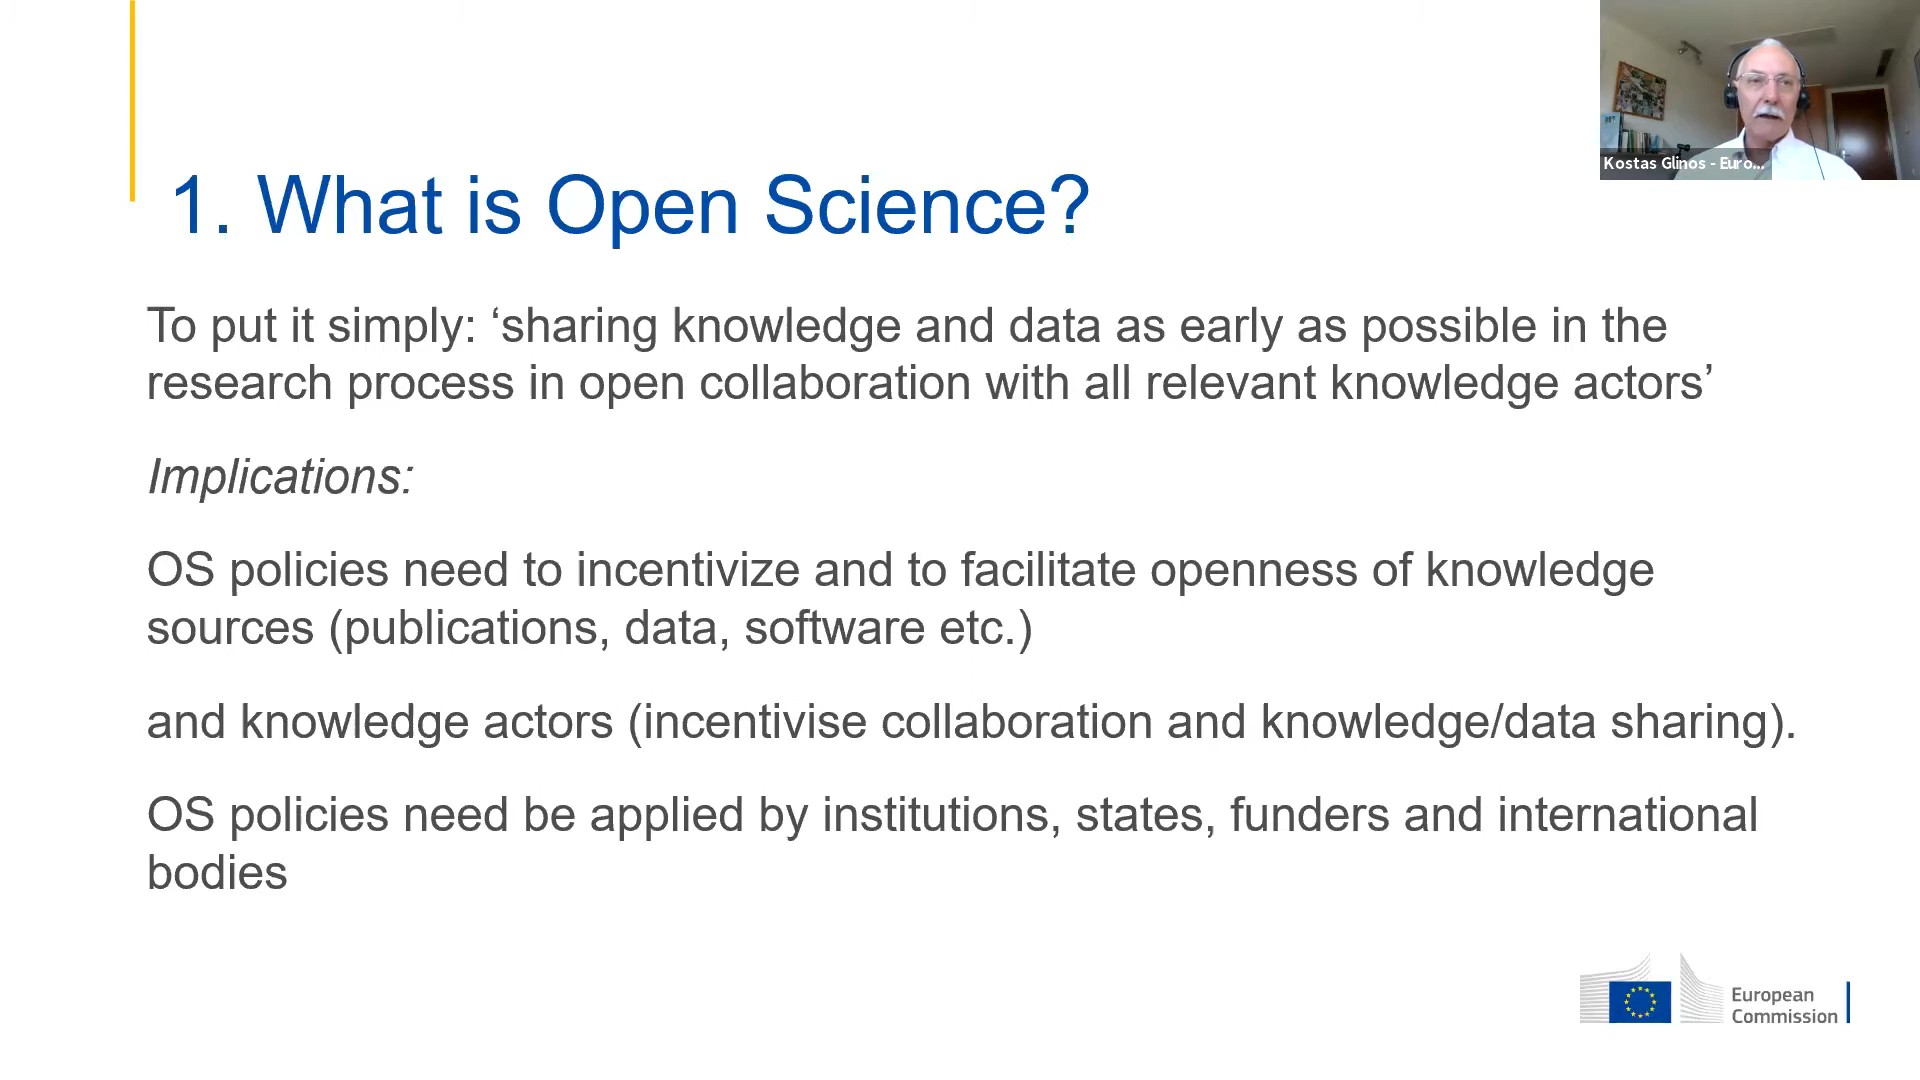 Kostas Glinos - Euro...
1. What is Open Science?
To put it simply: ‘sharing knowledge and data as early as possible in the
research process in open collaboration with all relevant knowledge actors’
Implications:
OS policies need to incentivize and to facilitate openness of knowledge
sources (publications, data, software etc.)
and knowledge actors (incentivise collaboration and knowledge/data sharing).
OS policies need be applied by institutions, states, funders and international
bodies
European
Commission